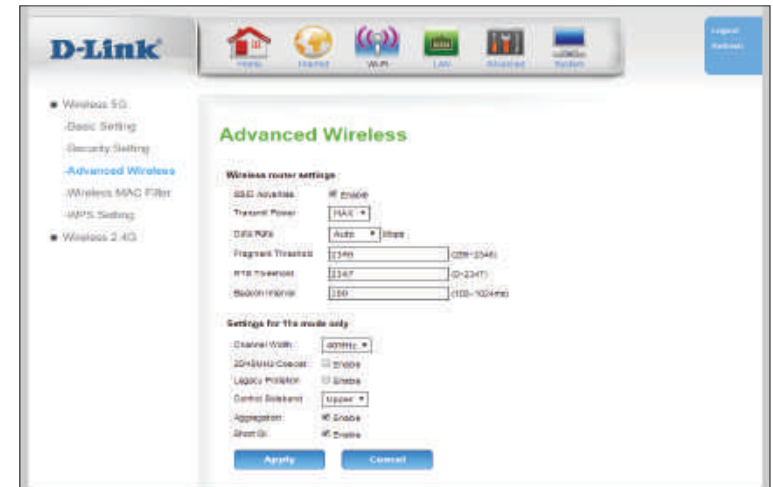 D-Link
Home
Internet
Wi-Fi
LAN
Advanced
System
Logout
Refresh
Wireless 5G
-Basic Setting
-Security Setting
-Advanced Wireless
-Wireless MAC Filter
-WPS Setting
Wireless 2.4G
Advanced Wireless
Wireless router settings
SSID Advertise Enable
Transmit Power MAX
Data Rate Auto Mbps
Fragment Threshold 2346 (256~2346)
RTS Threshold 2347 (0~2347)
Beacon Interval 100
Settings for 11n mode only
Channel Width 40MHz
20/40MHz Coexist Enable
Legacy Protection Enable
Control Sideband Upper
Aggregation Enable
Short GI Enable
Apply
Cancel